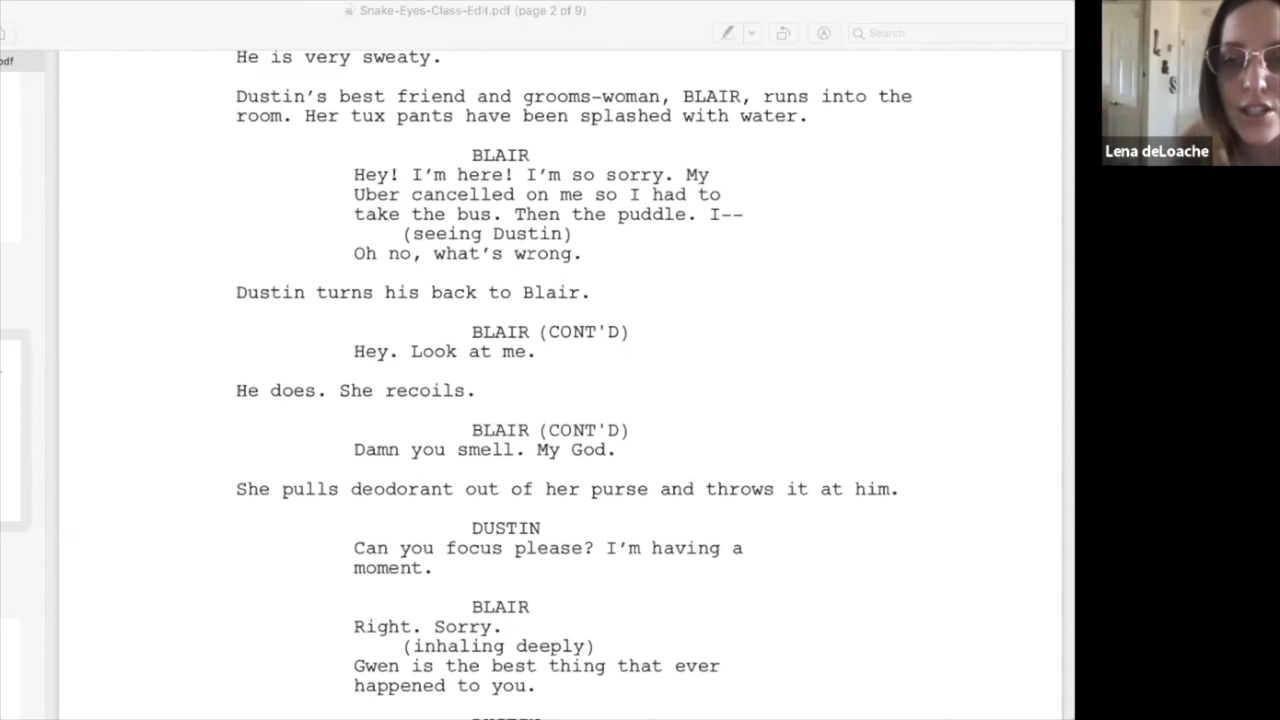 Snake-Eyes-Class-Edit.pdf (page 2 of 9)
Search
pdf
He is very sweaty.
Dustin's best friend and grooms-woman, BLAIR, runs into the
room. Her tux pants have been splashed with water.
BLAIR
Hey! I'm here! I'm so sorry. My
Uber cancelled on me so I had to
take the bus. Then the puddle. I--
(seeing Dustin)
Oh no, what's wrong.
Dustin turns his back to Blair.
BLAIR (CONT'D)
Hey. Look at me.
He does. She recoils.
BLAIR (CONT'D)
Damn you smell. My God.
She pulls deodorant out of her purse and throws it at him.
DUSTIN
Can you focus please? I'm having a
moment.
BLAIR
Right. Sorry.
(inhaling deeply)
Gwen is the best thing that ever
happened to you.
DUSTIN
Lena deLoache